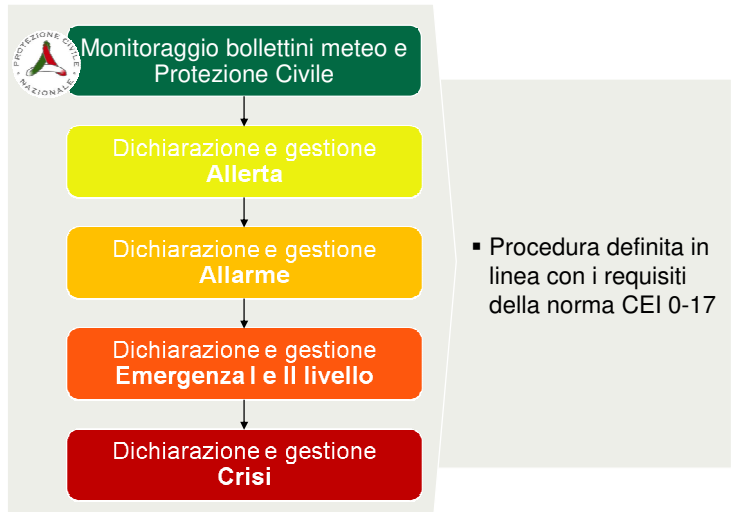 PROTEZIONE CIVILE
NAZIONALE
Monitoraggio bollettini meteo e
Protezione Civile
Dichiarazione e gestione
Allerta
Dichiarazione e gestione
Allarme
Dichiarazione e gestione
Emergenza I e II livello
Dichiarazione e gestione
Crisi
▪ Procedura definita in
linea con i requisiti
della norma CEI 0-17